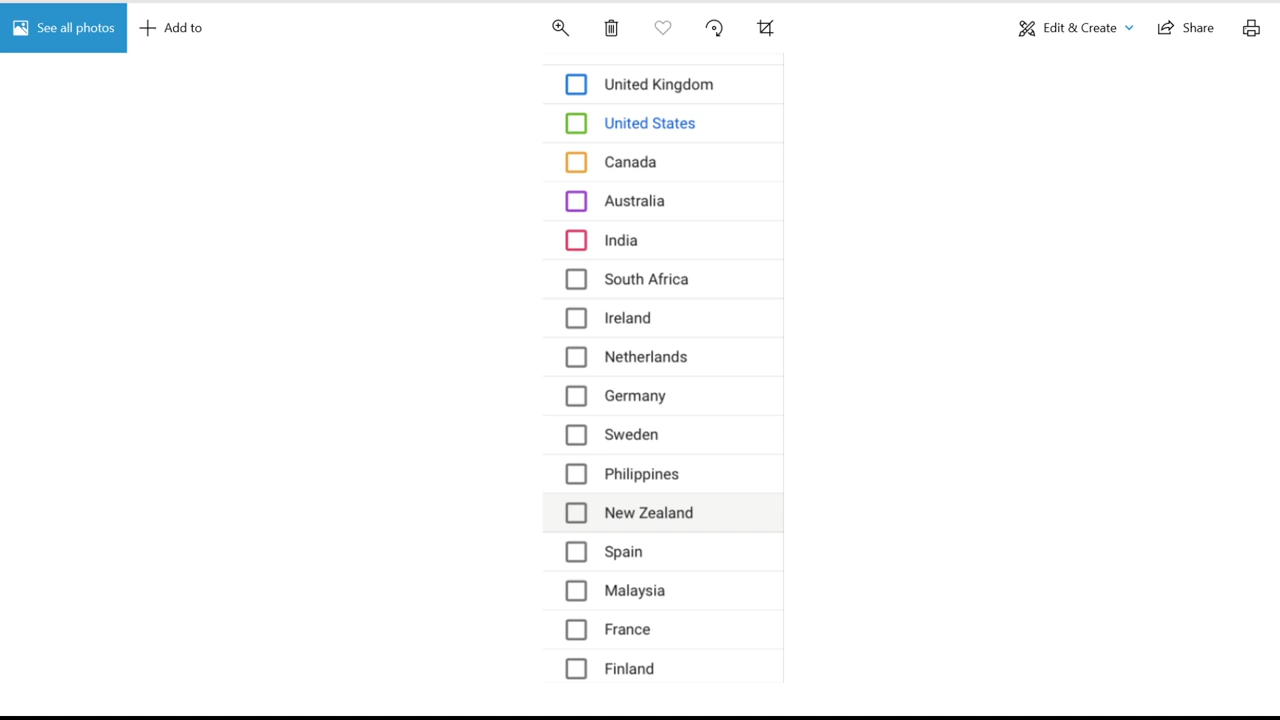 See all photos
Add to
Edit & Create
Share
United Kingdom
United States
Canada
Australia
India
South Africa
Ireland
Netherlands
Germany
Sweden
Philippines
New Zealand
Spain
Malaysia
France
Finland